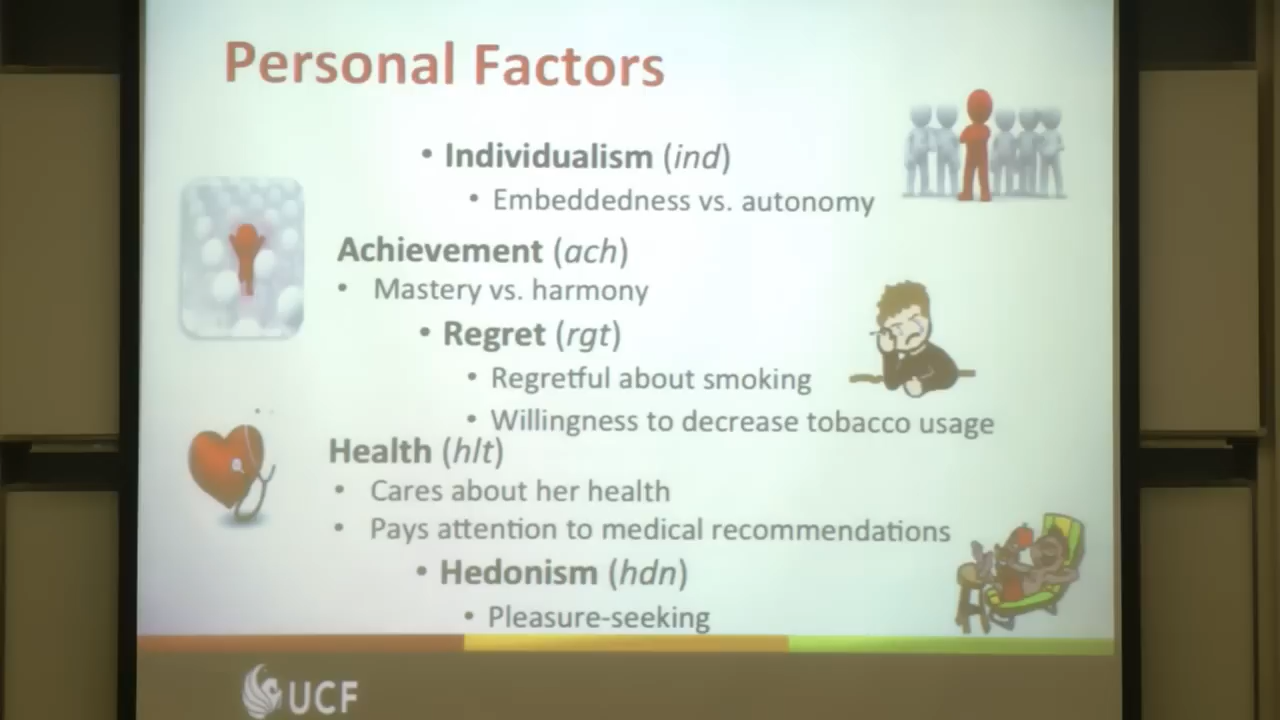 Personal Factors
• Individualism (ind)
• Embeddedness vs. autonomy
Achievement (ach)
• Mastery vs. harmony
• Regret (rgt)
• Regretful about smoking
• Willingness to decrease tobacco usage
Health (hlt)
• Cares about her health
• Pays attention to medical recommendations
• Hedonism (hdn)
• Pleasure-seeking
UCF